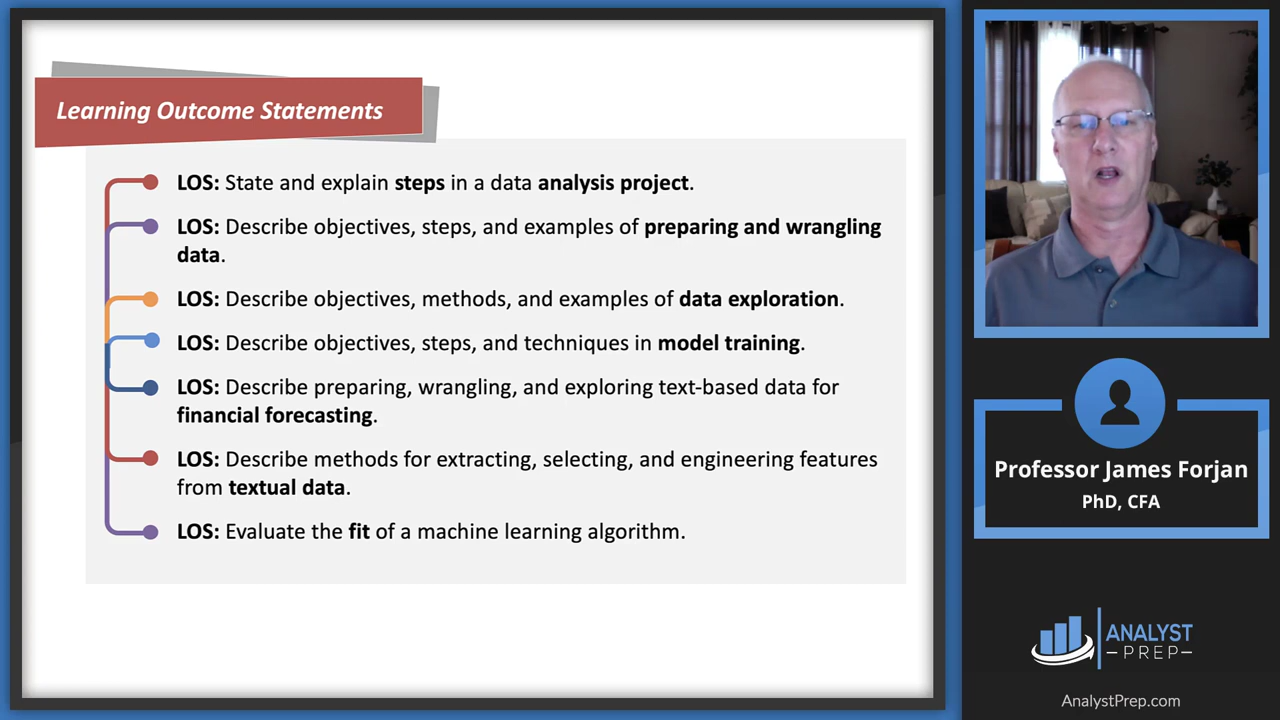 Learning Outcome Statements
LOS: State and explain steps in a data analysis project.
LOS: Describe objectives, steps, and examples of preparing and wrangling
data.
LOS: Describe objectives, methods, and examples of data exploration.
LOS: Describe objectives, steps, and techniques in model training.
LOS: Describe preparing, wrangling, and exploring text-based data for
financial forecasting.
LOS: Describe methods for extracting, selecting, and engineering features
from textual data.
LOS: Evaluate the fit of a machine learning algorithm.
Professor James Forjan
PhD, CFA
ANALYST
–PREP–
AnalystPrep.com